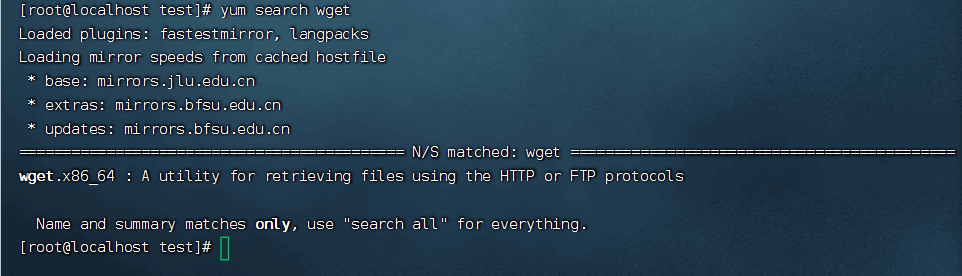 [root@localhost test]# yum search wget
Loaded plugins: fastestmirror, langpacks
Loading mirror speeds from cached hostfile
 * base: mirrors.jlu.edu.cn
 * extras: mirrors.bfsu.edu.cn
 * updates: mirrors.bfsu.edu.cn
============================================ N/S matched: wget ============================================
wget.x86_64 : A utility for retrieving files using the HTTP or FTP protocols

  Name and summary matches only, use "search all" for everything.
[root@localhost test]#